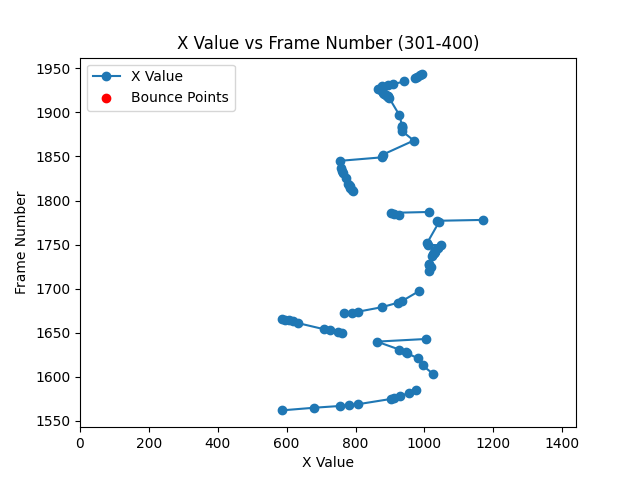 X Value vs Frame Number (301-400)
X Value
Bounce Points
Frame Number
1950
1900
1850
1800
1750
1700
1650
1600
1550
0 200 400 600 800 1000 1200 1400
X Value